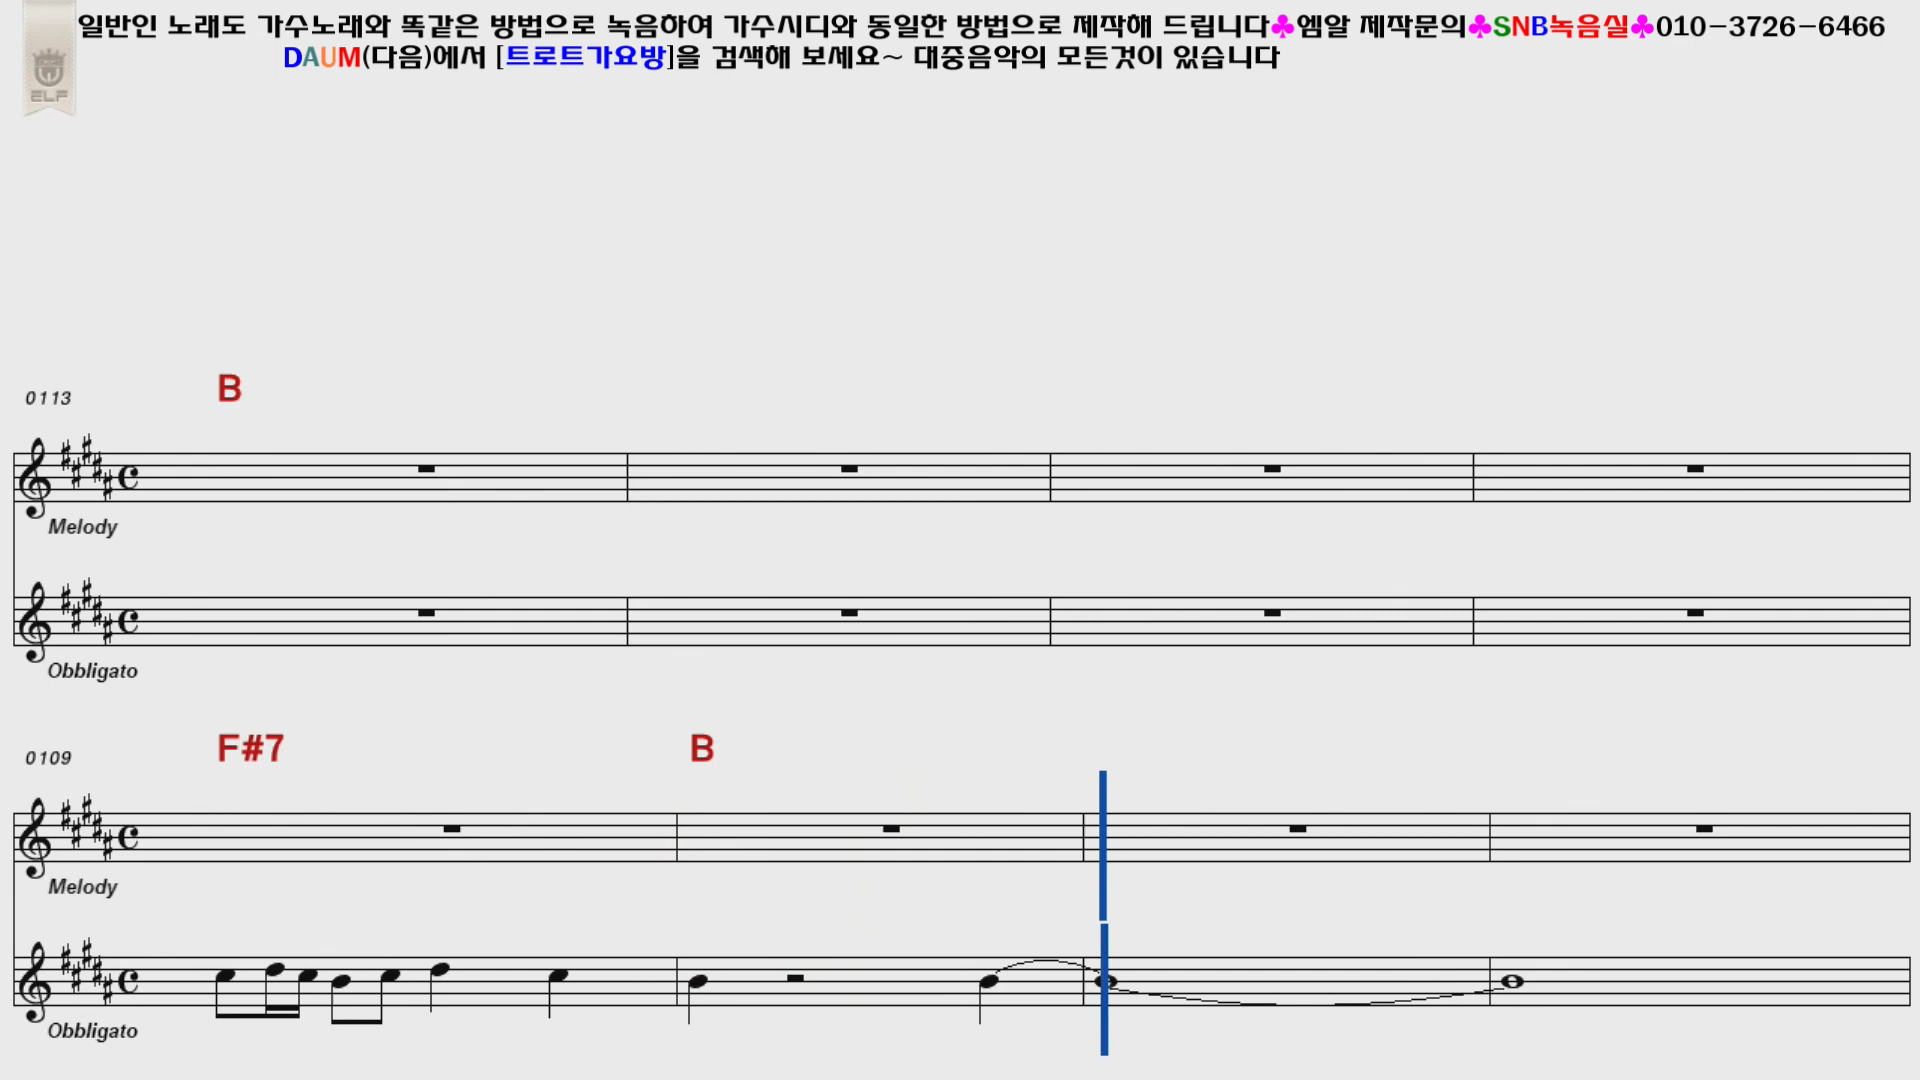 일반인 노래도 가수노래와 똑같은 방법으로 녹음하여 가수시디와 동일한 방법으로 제작해 드립니다♣엠알 제작문의♣SNB녹음실♣010-3726-6466
DAUM(다음)에서 [트로트가요방]을 검색해 보세요~ 대중음악의 모든것이 있습니다
ELF
0113 B
Melody
Obbligato
0109 F#7 B
Melody
Obbligato